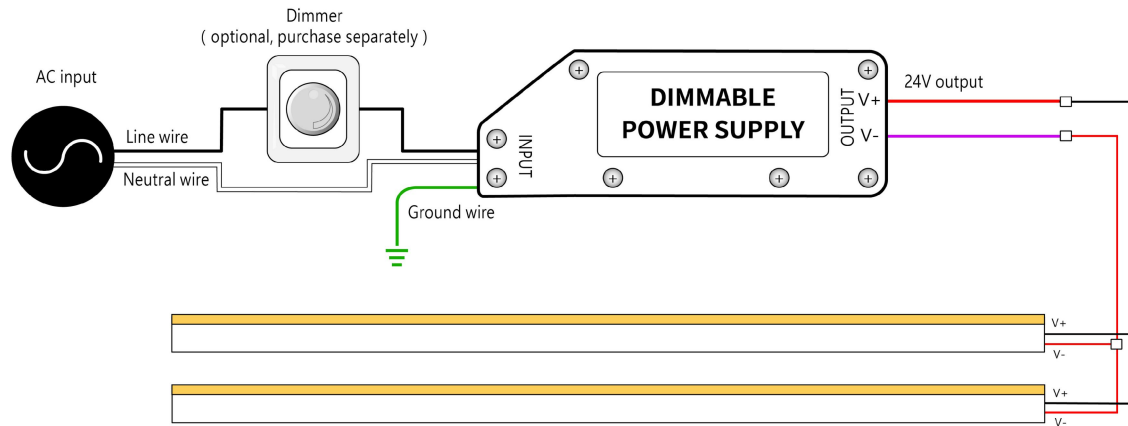 Dimmer
( optional, purchase separately )
AC input
Line wire
Neutral wire
Ground wire
INPUT
DIMMABLE
POWER SUPPLY
OUTPUT
V+
V-
24V output
V+
V-
V+
V-